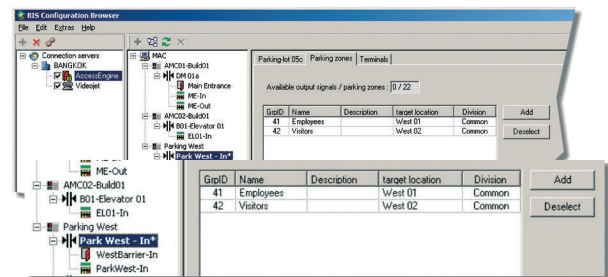 BIS Configuration Browser
File Edit Extras Help
Connection servers
BANGKOK
AccessEngine
Videojet
MAC
AMC01-Build01
DM 01a
Main Entrance
ME-In
ME-Out
AMC02-Build01
B01-Elevator 01
EL01-In
Parking West
Park West - In*
Parking-lot 05c Parking zones Terminals
Available output signals / parking zones : 0 / 22
GrpID Name Description target location Division
41 Employees West 01 Common
42 Visitors West 02 Common
Add
Deselect
ME-Out
AMC02-Build01
B01-Elevator 01
EL01-In
Parking West
Park West - In*
WestBarrier-In
ParkWest-In
GrpID Name Description target location Division
41 Employees West 01 Common
42 Visitors West 02 Common
Add
Deselect